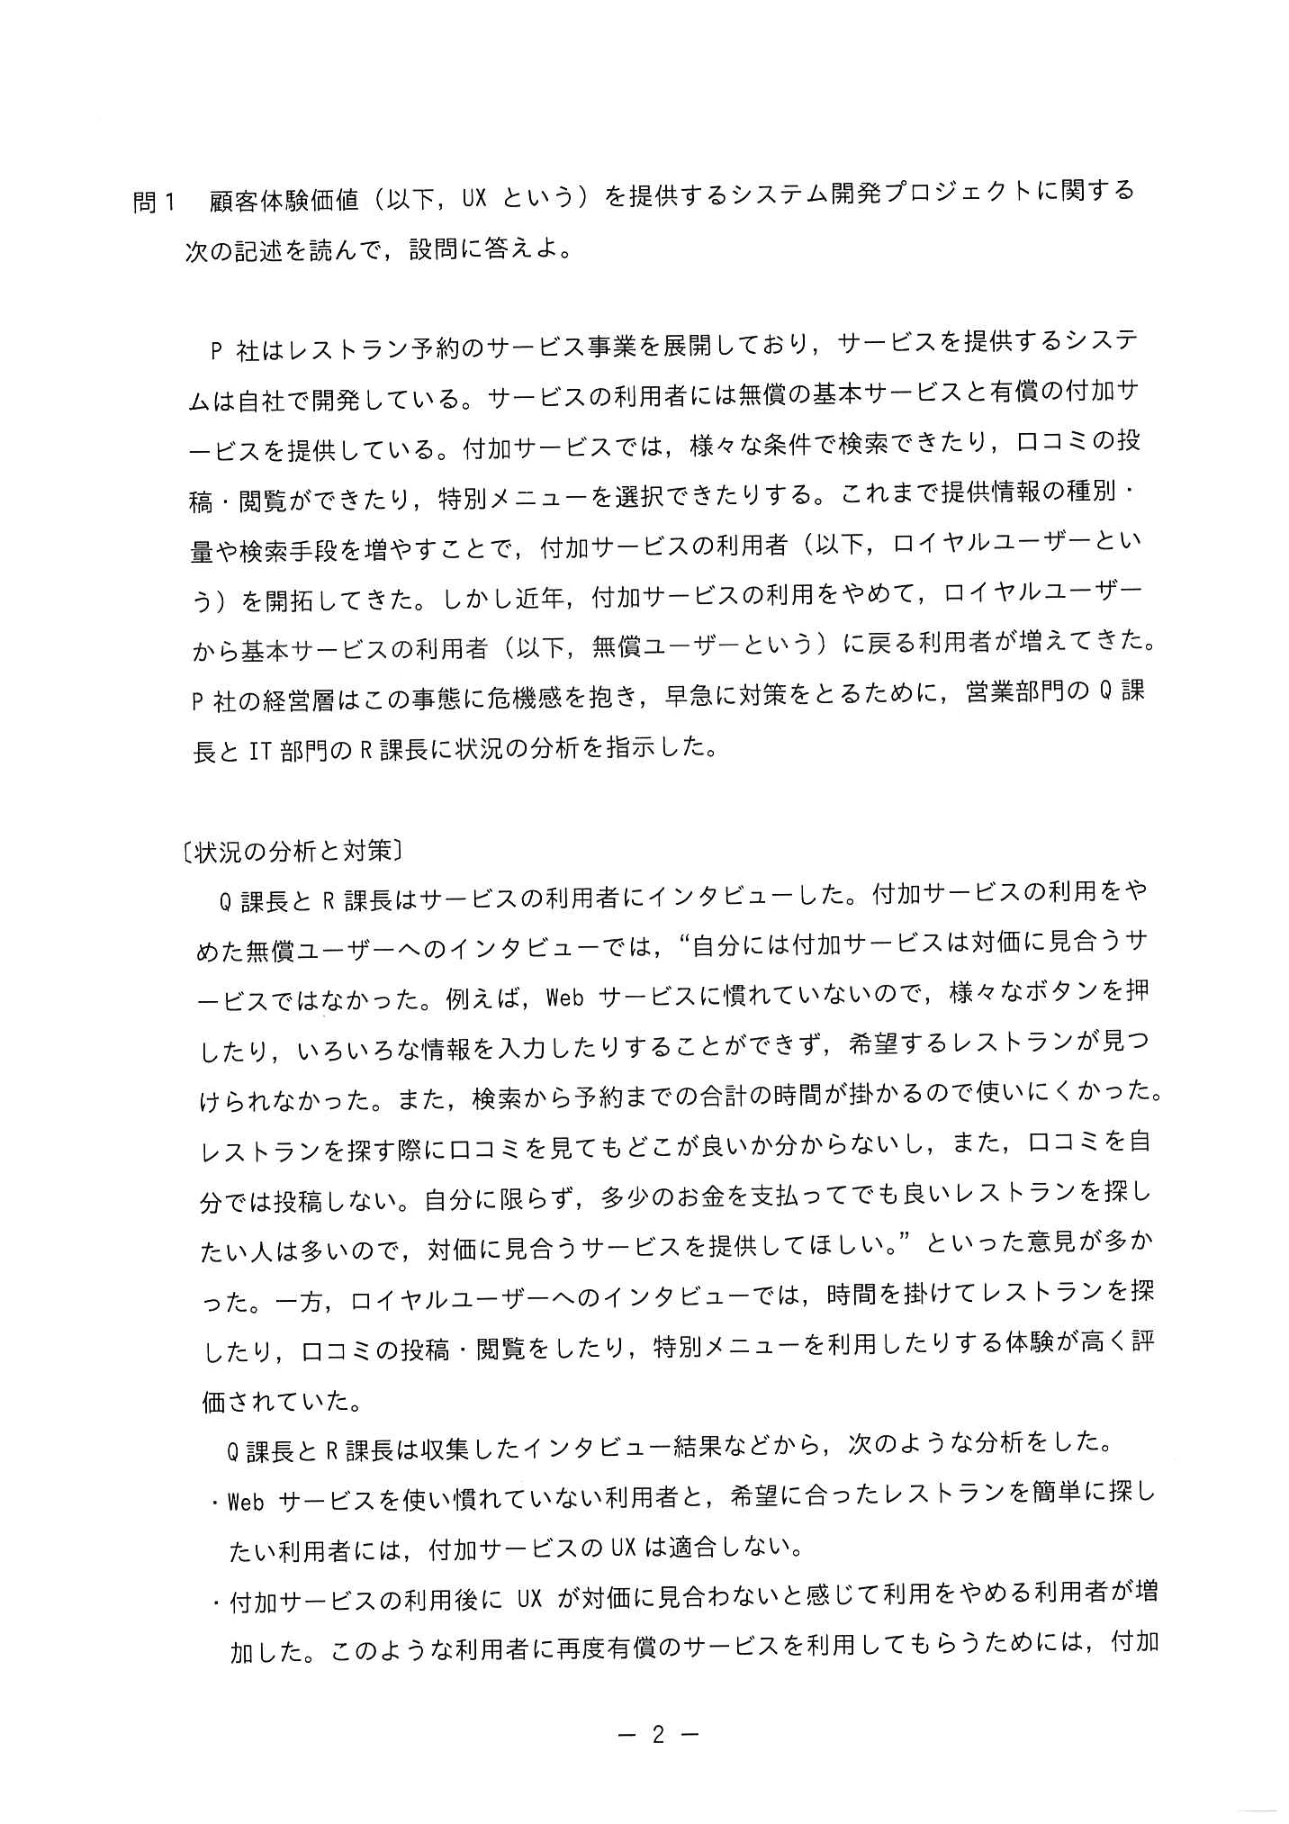 問1 顧客体験価値（以下，UX という）を提供するシステム開発プロジェクトに関する
次の記述を読んで，設問に答えよ。
P 社はレストラン予約のサービス事業を展開しており，サービスを提供するシステ
ムは自社で開発している。サービスの利用者には無償の基本サービスと有償の付加サ
ービスを提供している。付加サービスでは，様々な条件で検索できたり，口コミの投
稿・閲覧ができたり，特別メニューを選択できたりする。これまで提供情報の種別・
量や検索手段を増やすことで，付加サービスの利用者（以下，ロイヤルユーザーとい
う）を開拓してきた。しかし近年，付加サービスの利用をやめて，ロイヤルユーザー
から基本サービスの利用者（以下，無償ユーザーという）に戻る利用者が増えてきた。
P 社の経営層はこの事態に危機感を抱き，早急に対策をとるために，営業部門の Q 課
長と IT 部門の R 課長に状況の分析を指示した。
〔状況の分析と対策〕
Q 課長と R 課長はサービスの利用者にインタビューした。付加サービスの利用をや
めた無償ユーザーへのインタビューでは，“自分には付加サービスは対価に見合うサ
ービスではなかった。例えば，Web サービスに慣れていないので，様々なボタンを押
したり，いろいろな情報を入力したりすることができず，希望するレストランが見つ
けられなかった。また，検索から予約までの合計の時間が掛かるので使いにくかった。
レストランを探す際に口コミを見てもどこが良いか分からないし，また，口コミを自
分では投稿しない。自分に限らず，多少のお金を支払ってでも良いレストランを探し
たい人は多いので，対価に見合うサービスを提供してほしい。”といった意見が多か
った。一方，ロイヤルユーザーへのインタビューでは，時間を掛けてレストランを探
したり，口コミの投稿・閲覧をしたり，特別メニューを利用したりする体験が高く評
価されていた。
Q 課長と R 課長は収集したインタビュー結果などから，次のような分析をした。
・Web サービスを使い慣れていない利用者と，希望に合ったレストランを簡単に探し
たい利用者には，付加サービスの UX は適合しない。
・付加サービスの利用後に UX が対価に見合わないと感じて利用をやめる利用者が増
加した。このような利用者に再度有償のサービスを利用してもらうためには，付加
－ 2 －